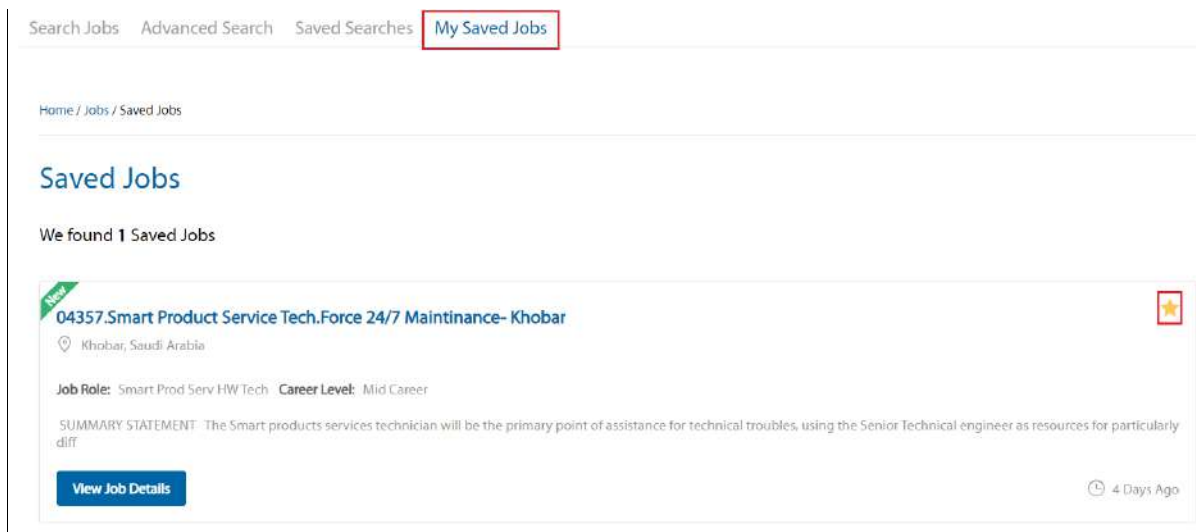 Search Jobs Advanced Search Saved Searches My Saved Jobs
Home / Jobs / Saved Jobs
Saved Jobs
We found 1 Saved Jobs
New
04357.Smart Product Service Tech.Force 24/7 Maintinance- Khobar
Khobar, Saudi Arabia
Job Role: Smart Prod Serv HW Tech Career Level: Mid Career
SUMMARY STATEMENT The Smart products services technician will be the primary point of assistance for technical troubles, using the Senior Technical engineer as resources for particularly
diff
View Job Details 4 Days Ago